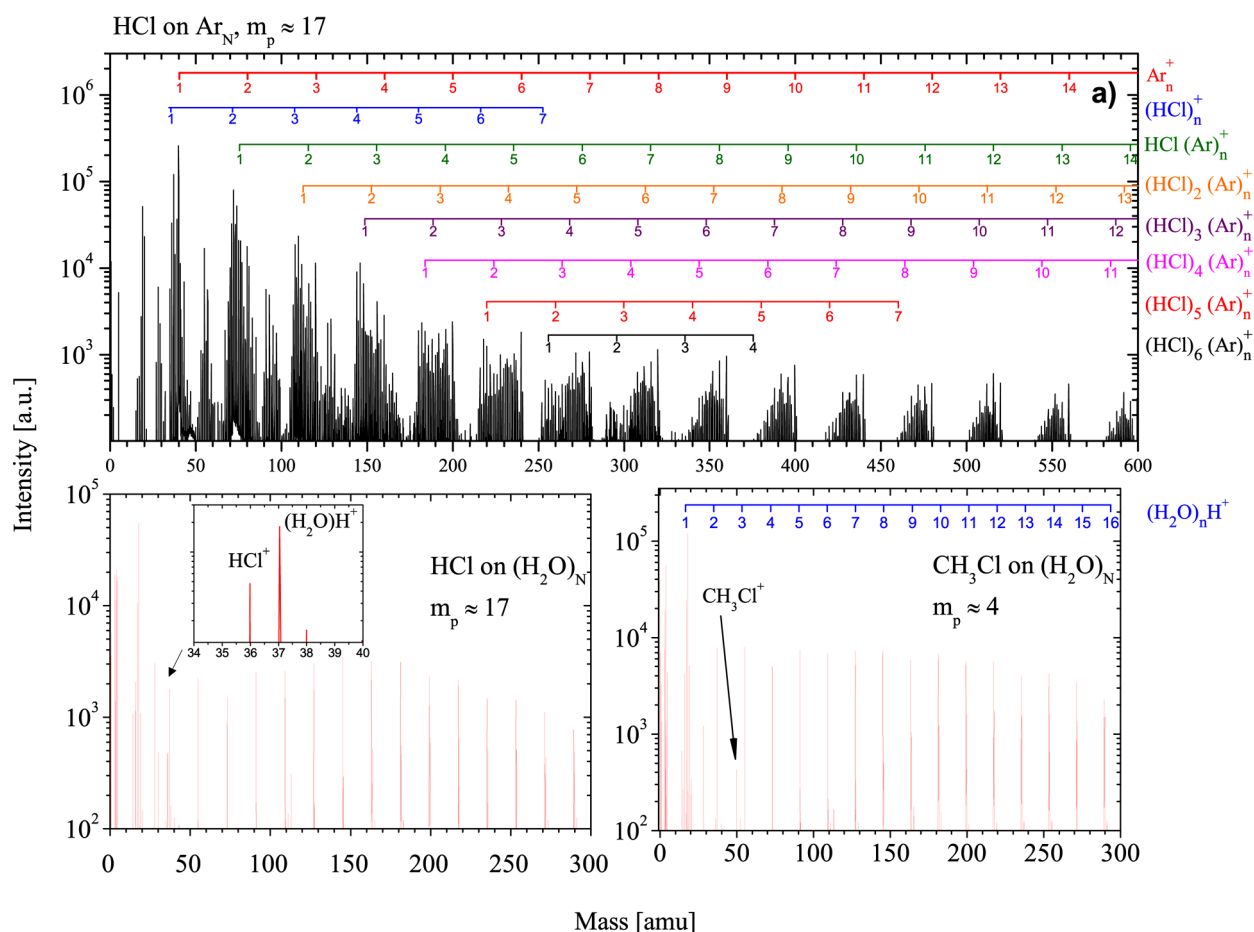 HCl on Ar_N, m_p ≈ 17
a)
1 2 3 4 5 6 7 8 9 10 11 12 13 14 Ar_n^+
1 2 3 4 5 6 7 (HCl)_n^+
1 2 3 4 5 6 7 8 9 10 11 12 13 14 HCl (Ar)_n^+
1 2 3 4 5 6 7 8 9 10 11 12 13 (HCl)_2 (Ar)_n^+
1 2 3 4 5 6 7 8 9 10 11 12 (HCl)_3 (Ar)_n^+
1 2 3 4 5 6 7 8 9 10 11 (HCl)_4 (Ar)_n^+
1 2 3 4 5 6 7 (HCl)_5 (Ar)_n^+
1 2 3 4 (HCl)_6 (Ar)_n^+
10^6
10^5
10^4
10^3
0 50 100 150 200 250 300 350 400 450 500 550 600
Intensity [a.u.]
10^5
10^4
10^3
10^2
(H_2O)H^+
HCl^+
34 35 36 37 38 39 40
HCl on (H_2O)_N
m_p ≈ 17
0 50 100 150 200 250 300
1 2 3 4 5 6 7 8 9 10 11 12 13 14 15 16 (H_2O)_nH^+
10^5
10^4
10^3
10^2
CH_3Cl on (H_2O)_N
m_p ≈ 4
CH_3Cl^+
0 50 100 150 200 250 300
Mass [amu]